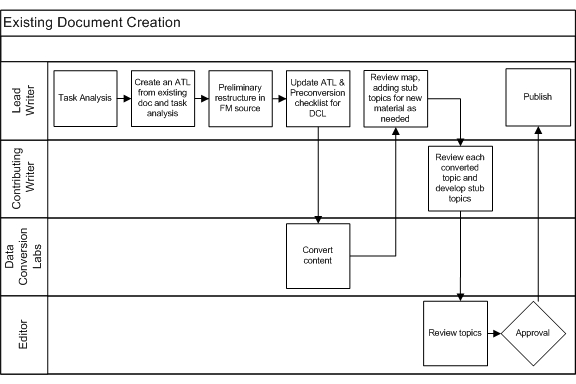 Existing Document Creation
Lead
Writer
Task Analysis
Create an ATL
from existing
doc and task
analysis
Preliminary
restructure in
FM source
Update ATL &
Preconversion
checklist for
DCL
Review map,
adding stub
topics for new
material as
needed
Publish
Contributing
Writer
Review each
converted
topic and
develop stub
topics
Data
Conversion
Labs
Convert
content
Editor
Review topics
Approval